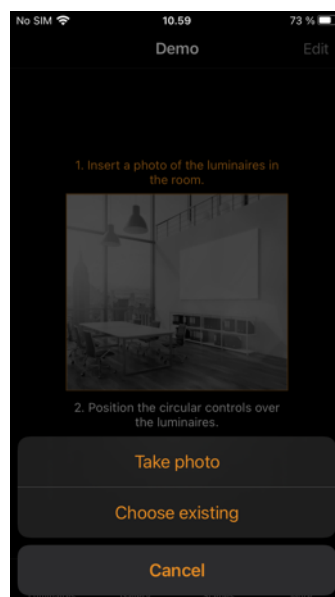 No SIM 10.59 73 %
Demo Edit
1. Insert a photo of the luminaires in
the room.
2. Position the circular controls over
the luminaires.
Take photo
Choose existing
Cancel